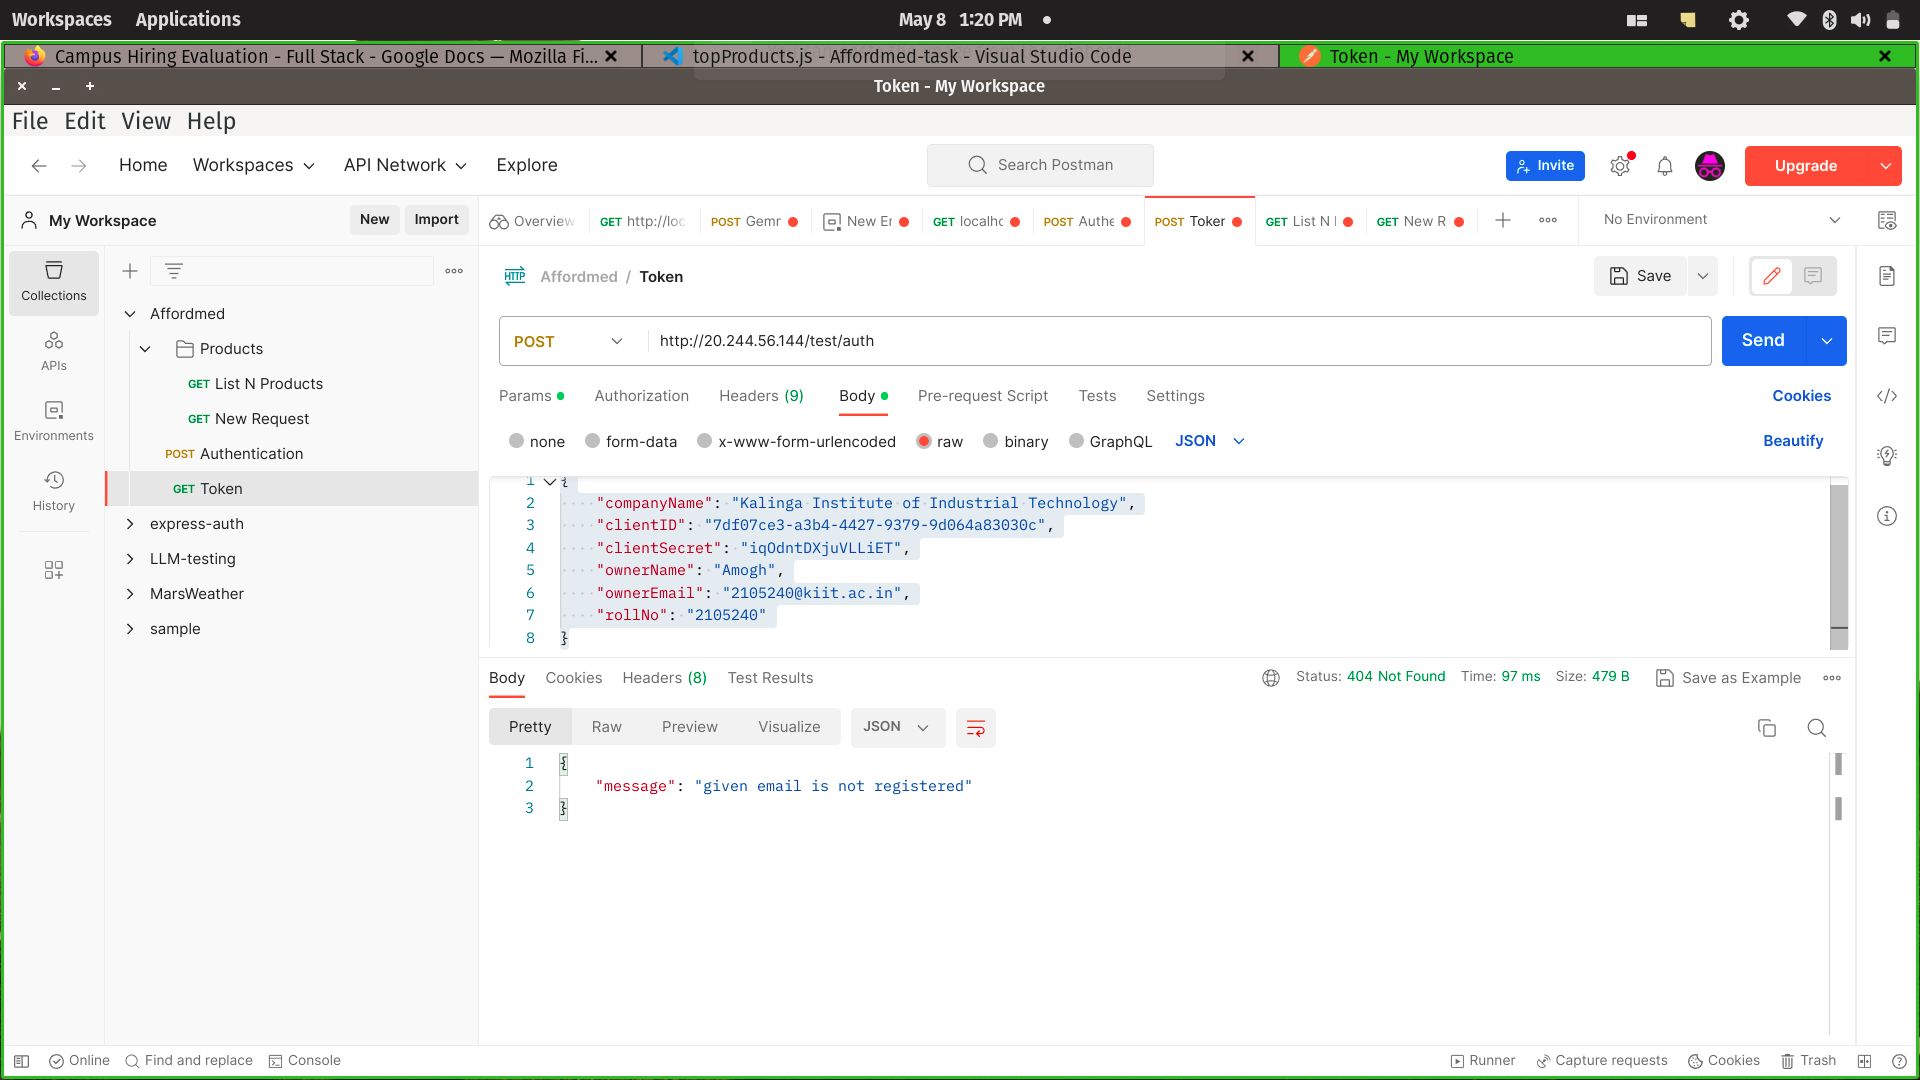 Workspaces Applications May 8 1:20 PM
Campus Hiring Evaluation - Full Stack - Google Docs — Mozilla Fi... topProducts.js - Affordmed-task - Visual Studio Code Token - My Workspace
Token - My Workspace
File Edit View Help
Home Workspaces API Network Explore Search Postman Invite Upgrade
My Workspace New Import Overview GET http://loc POST Gemr New Er GET localhc POST Authe POST Toker GET List N I GET New R No Environment
Collections
APIs
Environments
History
Affordmed
Products
GET List N Products
GET New Request
POST Authentication
GET Token
express-auth
LLM-testing
MarsWeather
sample
HTTP Affordmed / Token Save
POST http://20.244.56.144/test/auth Send
Params Authorization Headers (9) Body Pre-request Script Tests Settings Cookies
none form-data x-www-form-urlencoded raw binary GraphQL JSON Beautify
1 {
2 "companyName": "Kalinga Institute of Industrial Technology",
3 "clientID": "7df07ce3-a3b4-4427-9379-9d064a83030c",
4 "clientSecret": "iqOdntDXjuVLLiET",
5 "ownerName": "Amogh",
6 "ownerEmail": "2105240@kiit.ac.in",
7 "rollNo": "2105240"
8 }
Body Cookies Headers (8) Test Results Status: 404 Not Found Time: 97 ms Size: 479 B Save as Example
Pretty Raw Preview Visualize JSON
1 {
2 "message": "given email is not registered"
3 }
Online Find and replace Console Runner Capture requests Cookies Trash